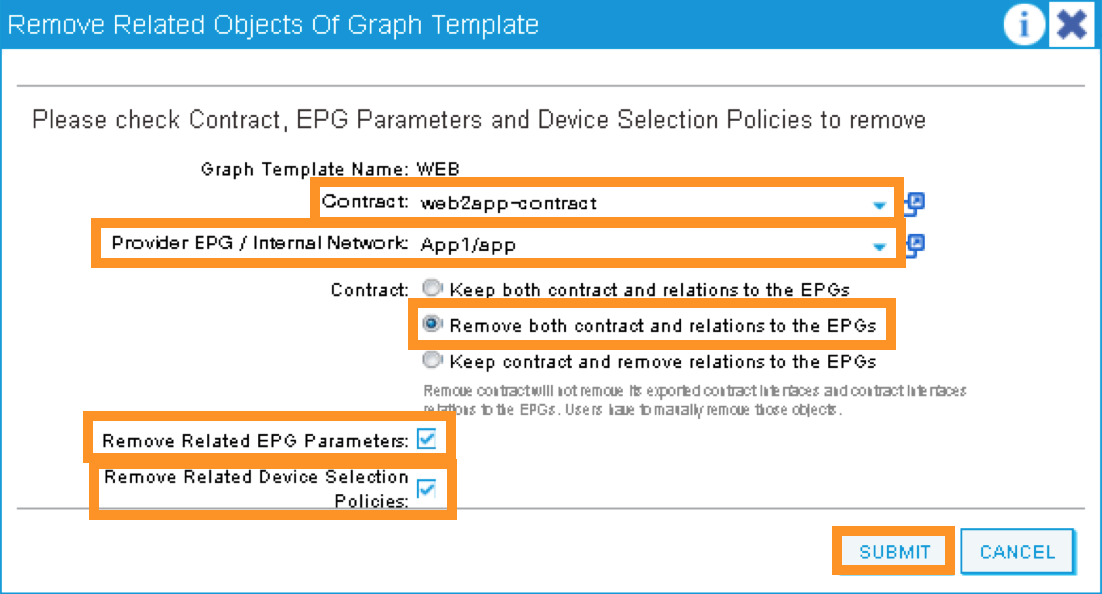 Remove Related Objects Of Graph Template
Please check Contract, EPG Parameters and Device Selection Policies to remove
Graph Template Name: WEB
Contract: web2app-contract
Provider EPG / Internal Network: App1/app
Contract: Keep both contract and relations to the EPGs
Remove both contract and relations to the EPGs
Keep contract and remove relations to the EPGs
Remove contract will not remove its exported contract interfaces and contract interfaces
relations to the EPGs. Users have to manually remove those objects.
Remove Related EPG Parameters:
Remove Related Device Selection
Policies:
SUBMIT CANCEL